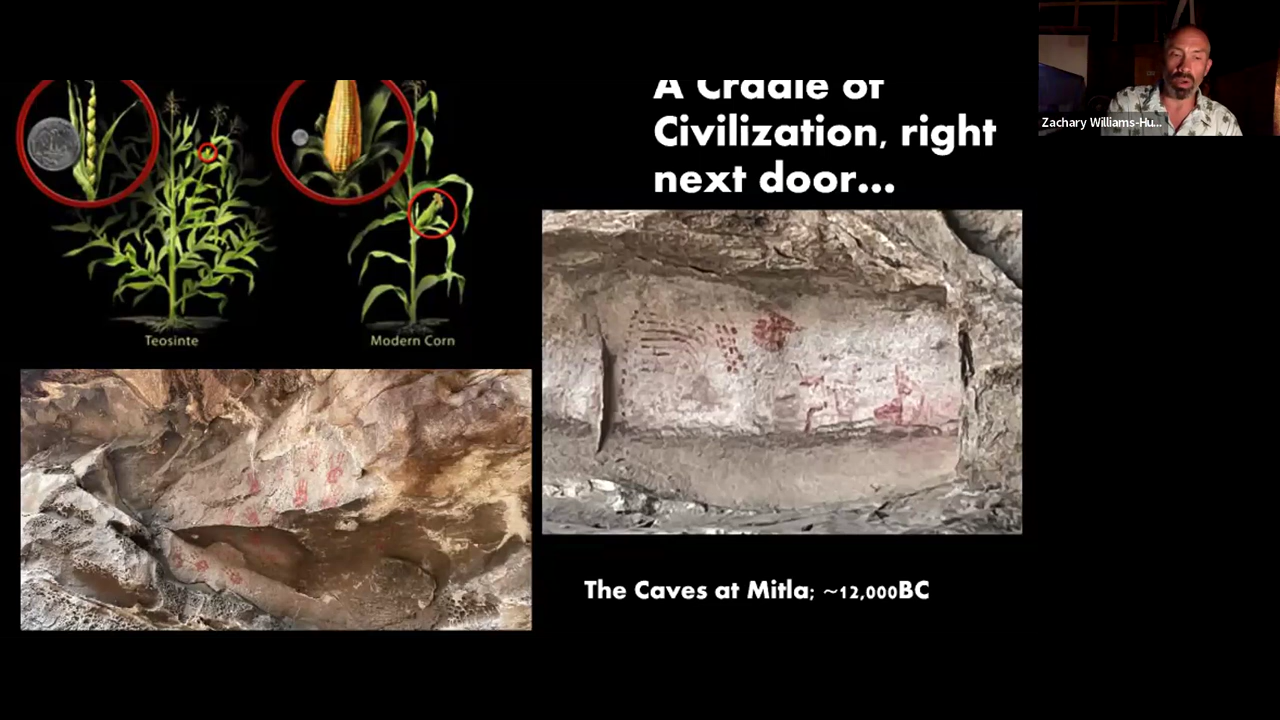 A Cradle of
Civilization, right
next door...
Zachary Williams-Hu...
Teosinte
Modern Corn
The Caves at Mitla; ~12,000BC